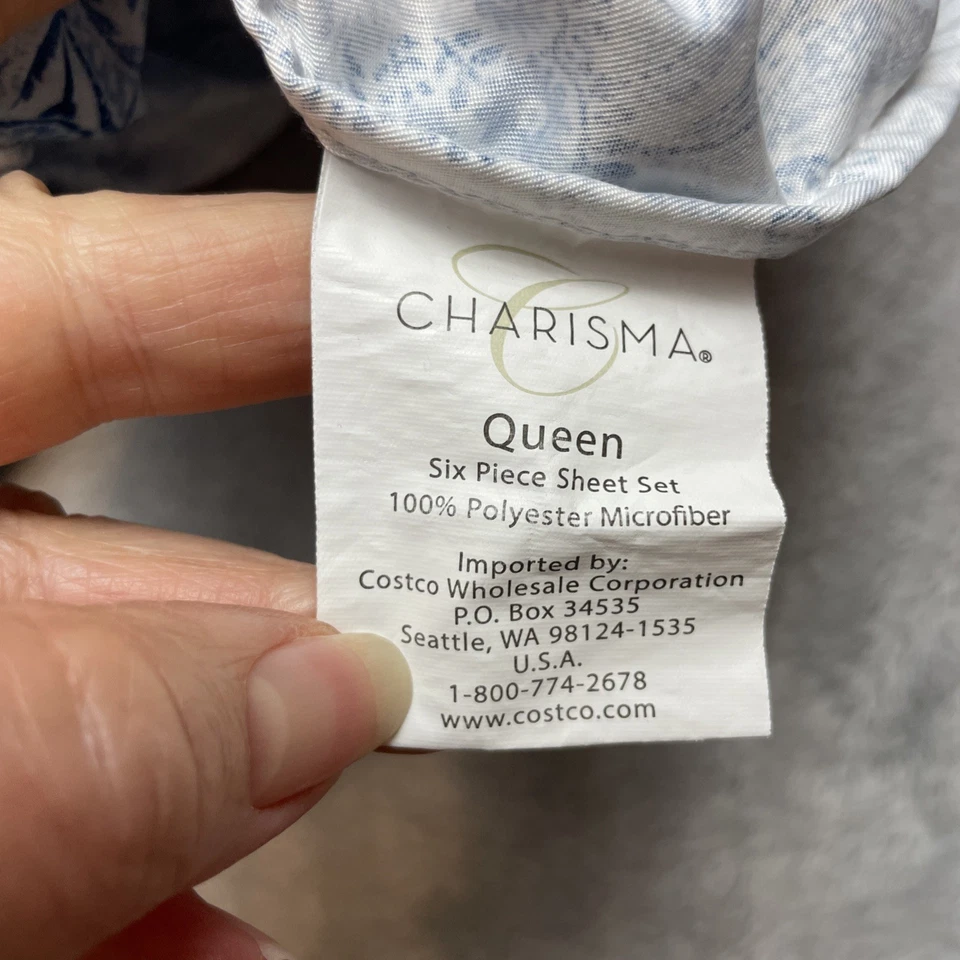 CHARISMA®
Queen
Six Piece Sheet Set
100% Polyester Microfiber
Imported by:
Costco Wholesale Corporation
P.O. Box 34535
Seattle, WA 98124-1535
U.S.A.
1-800-774-2678
www.costco.com